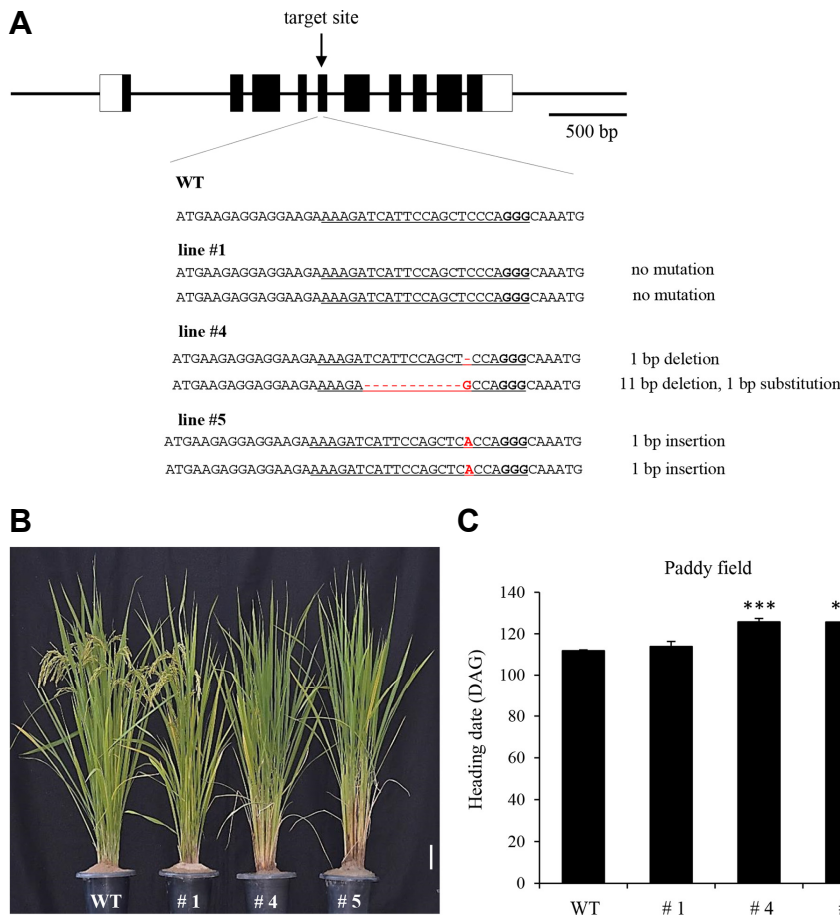 A
target site
500 bp
WT
ATGAAGAGGAGGAAGAAAAGATCATTCCAGCTCCCAGGGCAAATG
line #1
ATGAAGAGGAGGAAGAAAAGATCATTCCAGCTCCCAGGGCAAATG no mutation
ATGAAGAGGAGGAAGAAAAGATCATTCCAGCTCCCAGGGCAAATG no mutation
line #4
ATGAAGAGGAGGAAGAAAAGATCATTCCAGCT-CCAGGGCAAATG 1 bp deletion
ATGAAGAGGAGGAAGAAAAGA-----------GCCAGGGCAAATG 11 bp deletion, 1 bp substitution
line #5
ATGAAGAGGAGGAAGAAAAGATCATTCCAGCTCACCAGGGCAAATG 1 bp insertion
ATGAAGAGGAGGAAGAAAAGATCATTCCAGCTCACCAGGGCAAATG 1 bp insertion
B
WT # 1 # 4 # 5
C
Paddy field
Heading date (DAG)
140
120
100
80
60
40
20
0
*** *
WT # 1 # 4